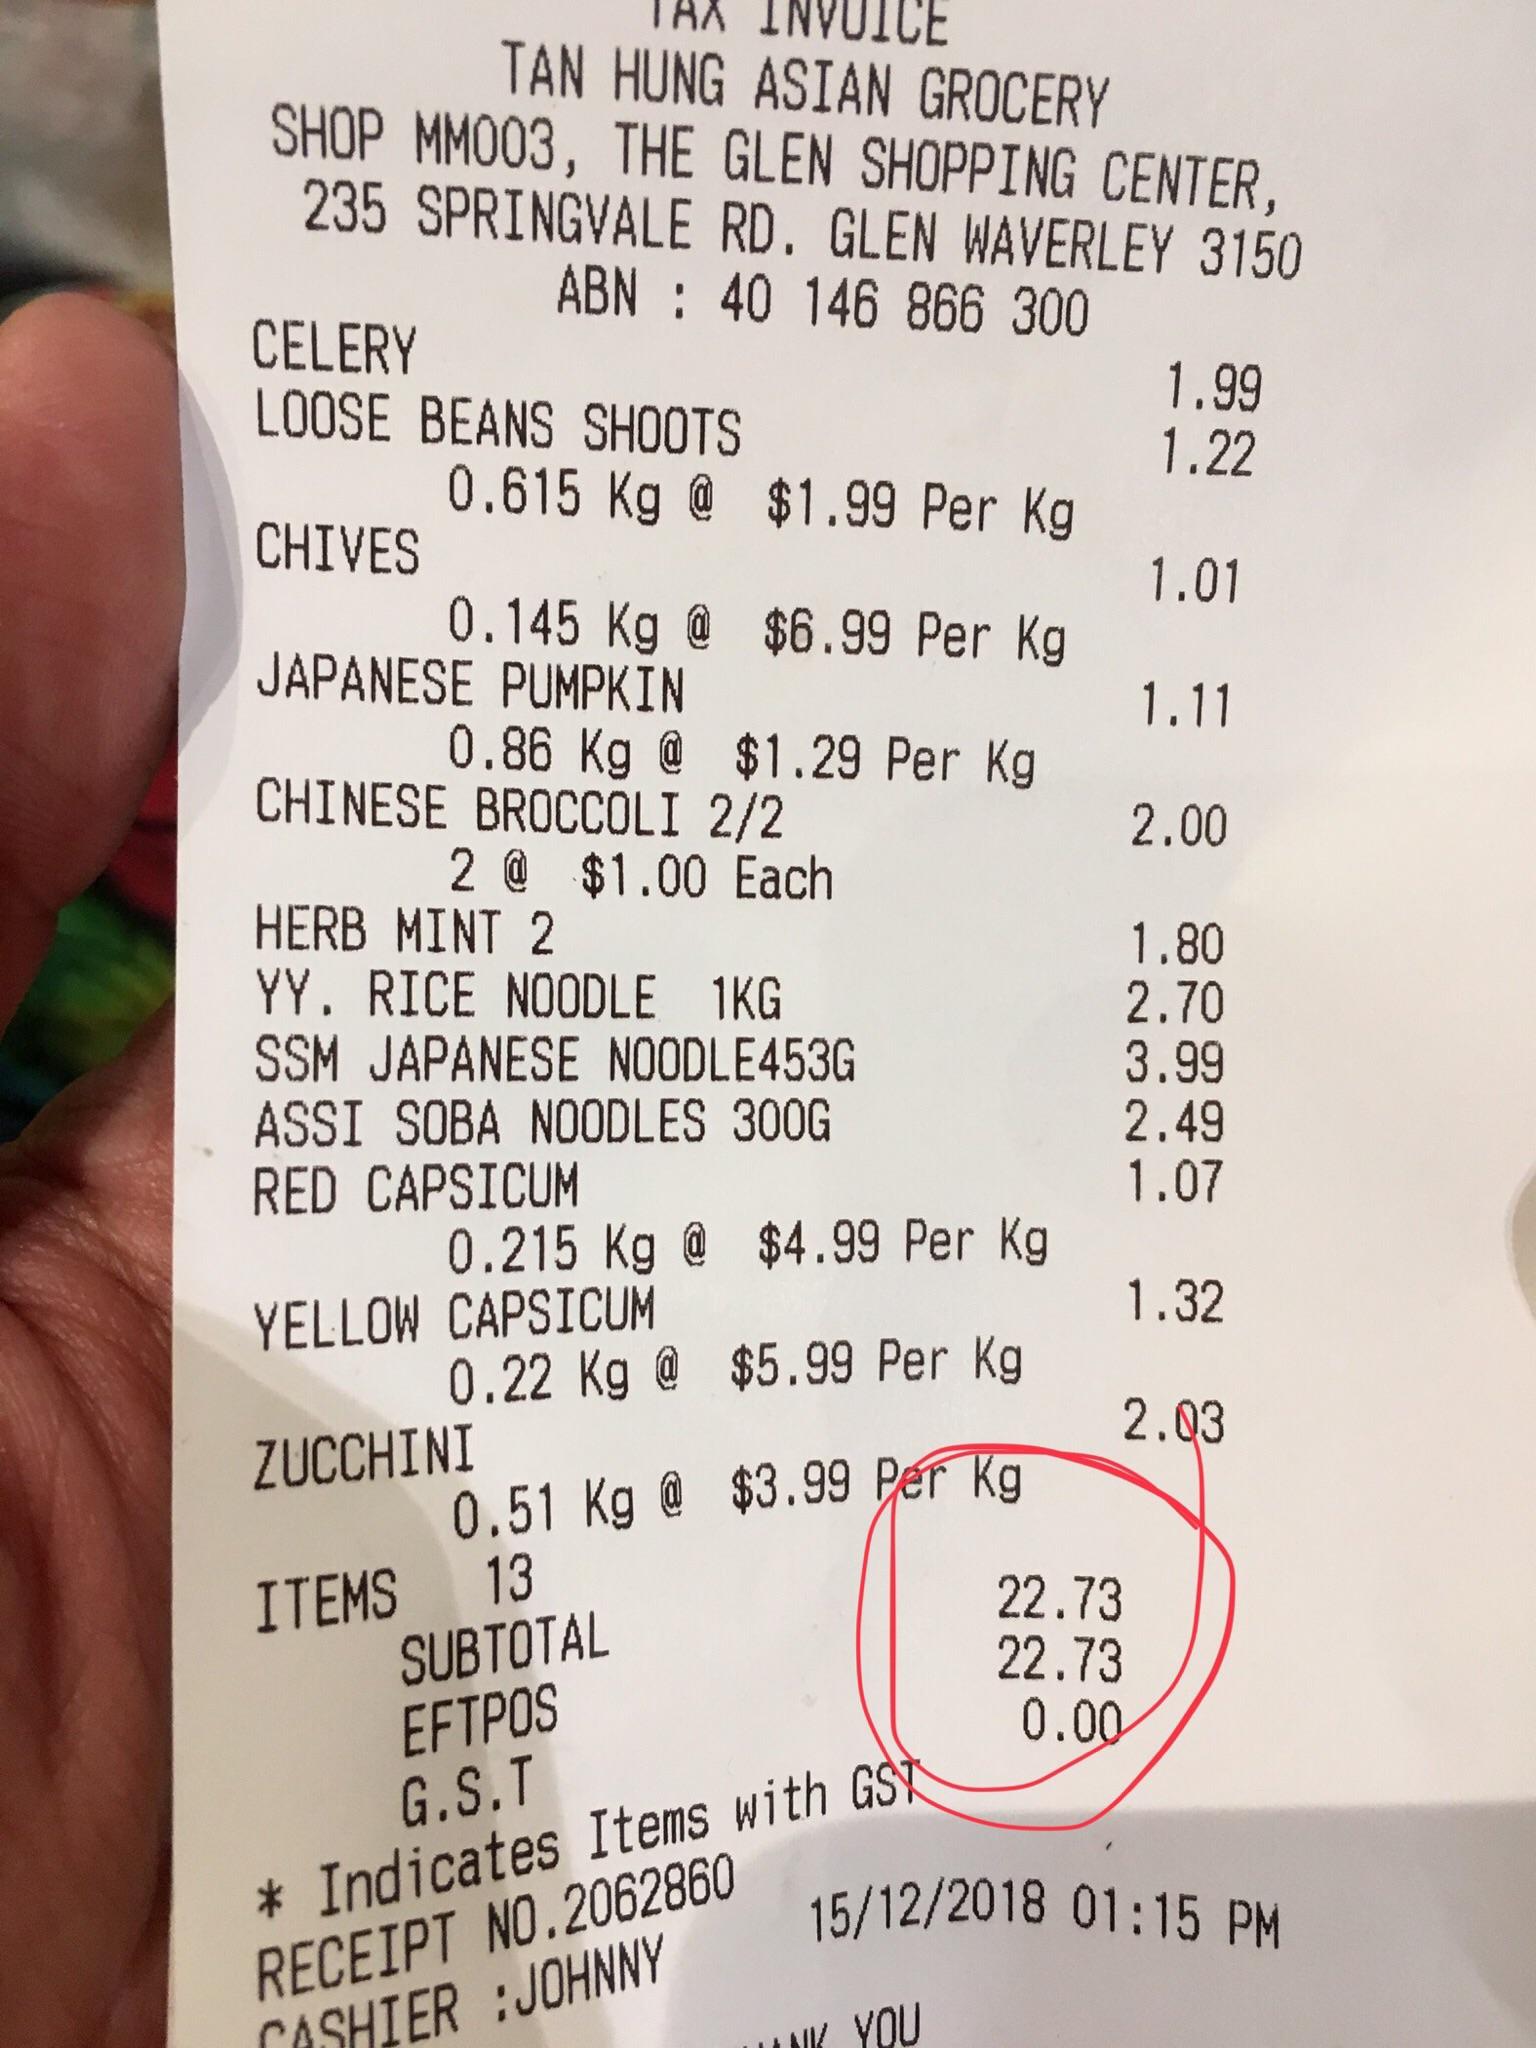 TAX INVOICE
TAN HUNG ASIAN GROCERY
SHOP MM003, THE GLEN SHOPPING CENTER,
235 SPRINGVALE RD. GLEN WAVERLEY 3150
ABN : 40 146 866 300
CELERY 1.99
LOOSE BEANS SHOOTS 1.22
0.615 Kg @ $1.99 Per Kg
CHIVES 1.01
0.145 Kg @ $6.99 Per Kg
JAPANESE PUMPKIN 1.11
0.86 Kg @ $1.29 Per Kg
CHINESE BROCCOLI 2/2 2.00
2 @ $1.00 Each
HERB MINT 2 1.80
YY. RICE NOODLE 1KG 2.70
SSM JAPANESE NOODLE453G 3.99
ASSI SOBA NOODLES 300G 2.49
RED CAPSICUM 1.07
0.215 Kg @ $4.99 Per Kg
YELLOW CAPSICUM 1.32
0.22 Kg @ $5.99 Per Kg
ZUCCHINI 2.03
0.51 Kg @ $3.99 Per Kg
ITEMS 13
SUBTOTAL 22.73
EFTPOS 22.73
G.S.T 0.00
* Indicates Items with GST
RECEIPT NO.2062860 15/12/2018 01:15 PM
CASHIER :JOHNNY
YOU